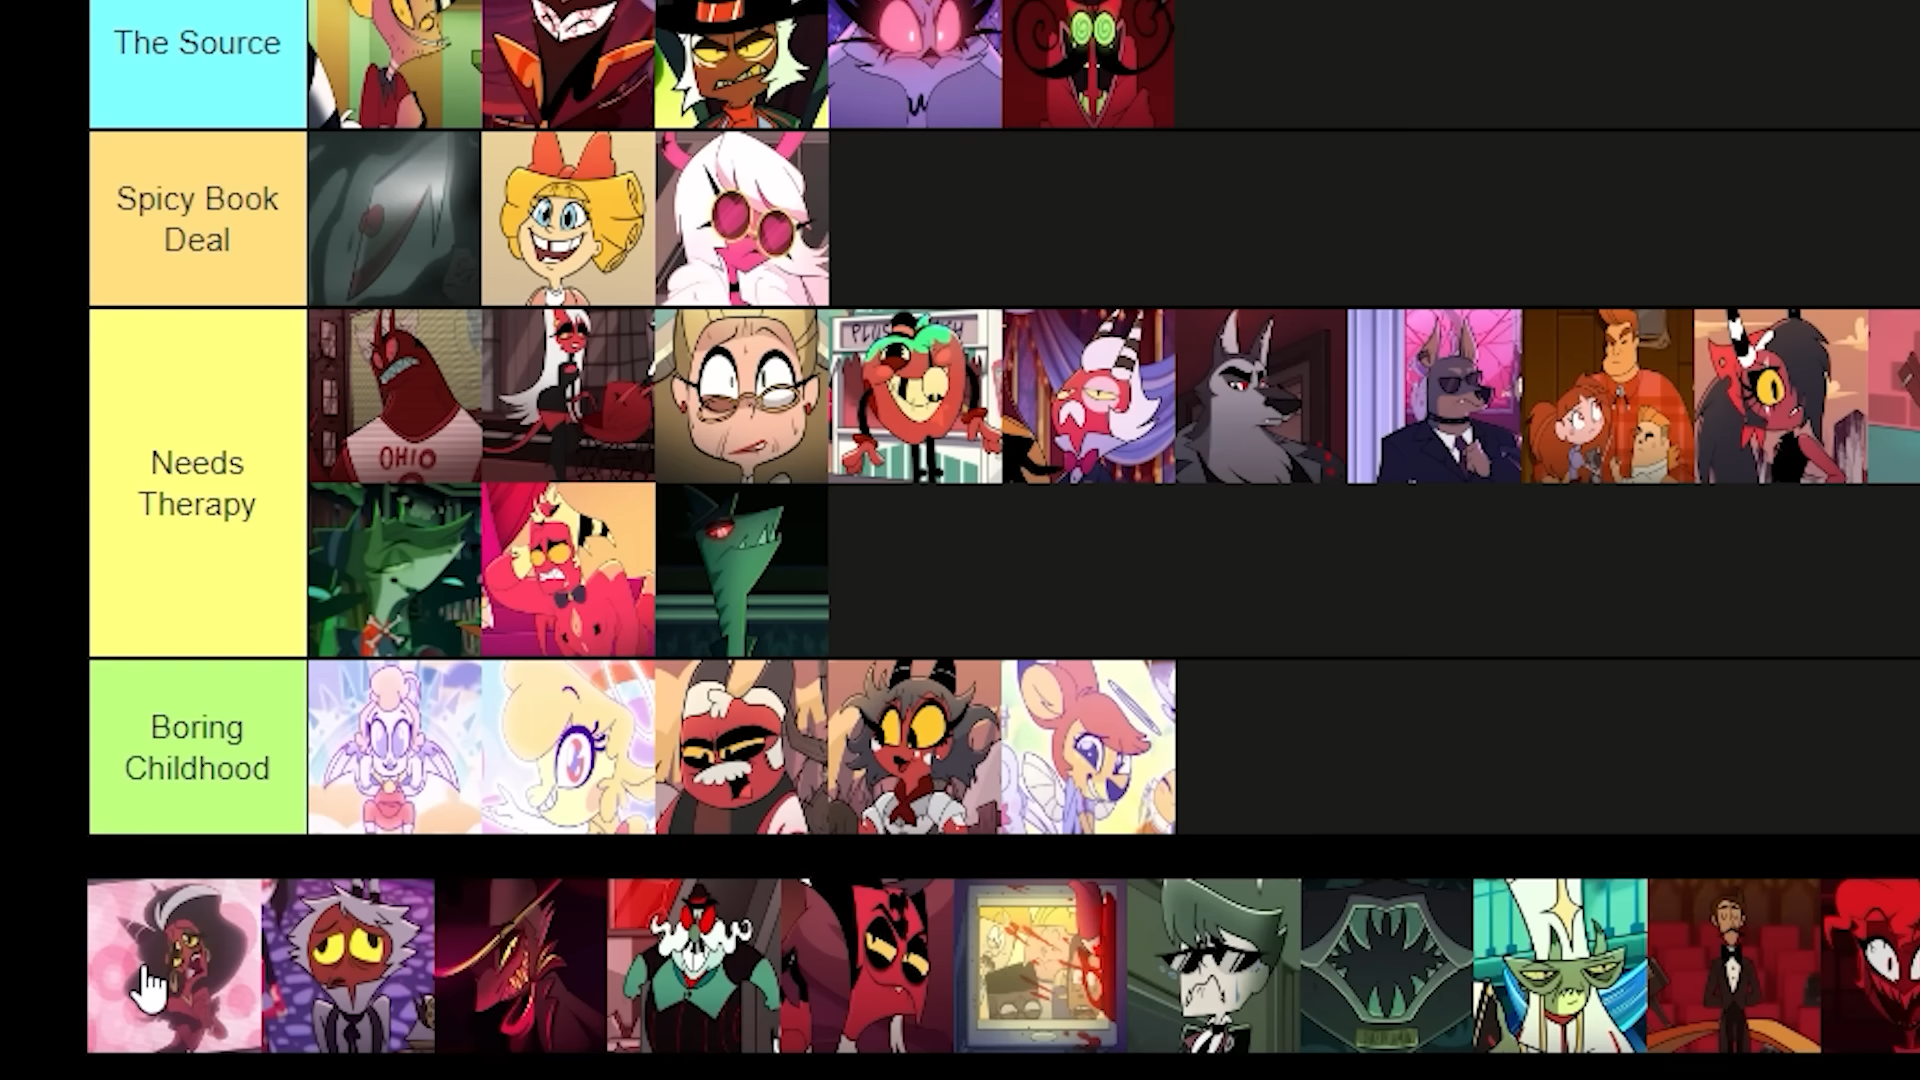 The Source
Spicy Book
Deal
Needs
Therapy
OHIO
Boring
Childhood